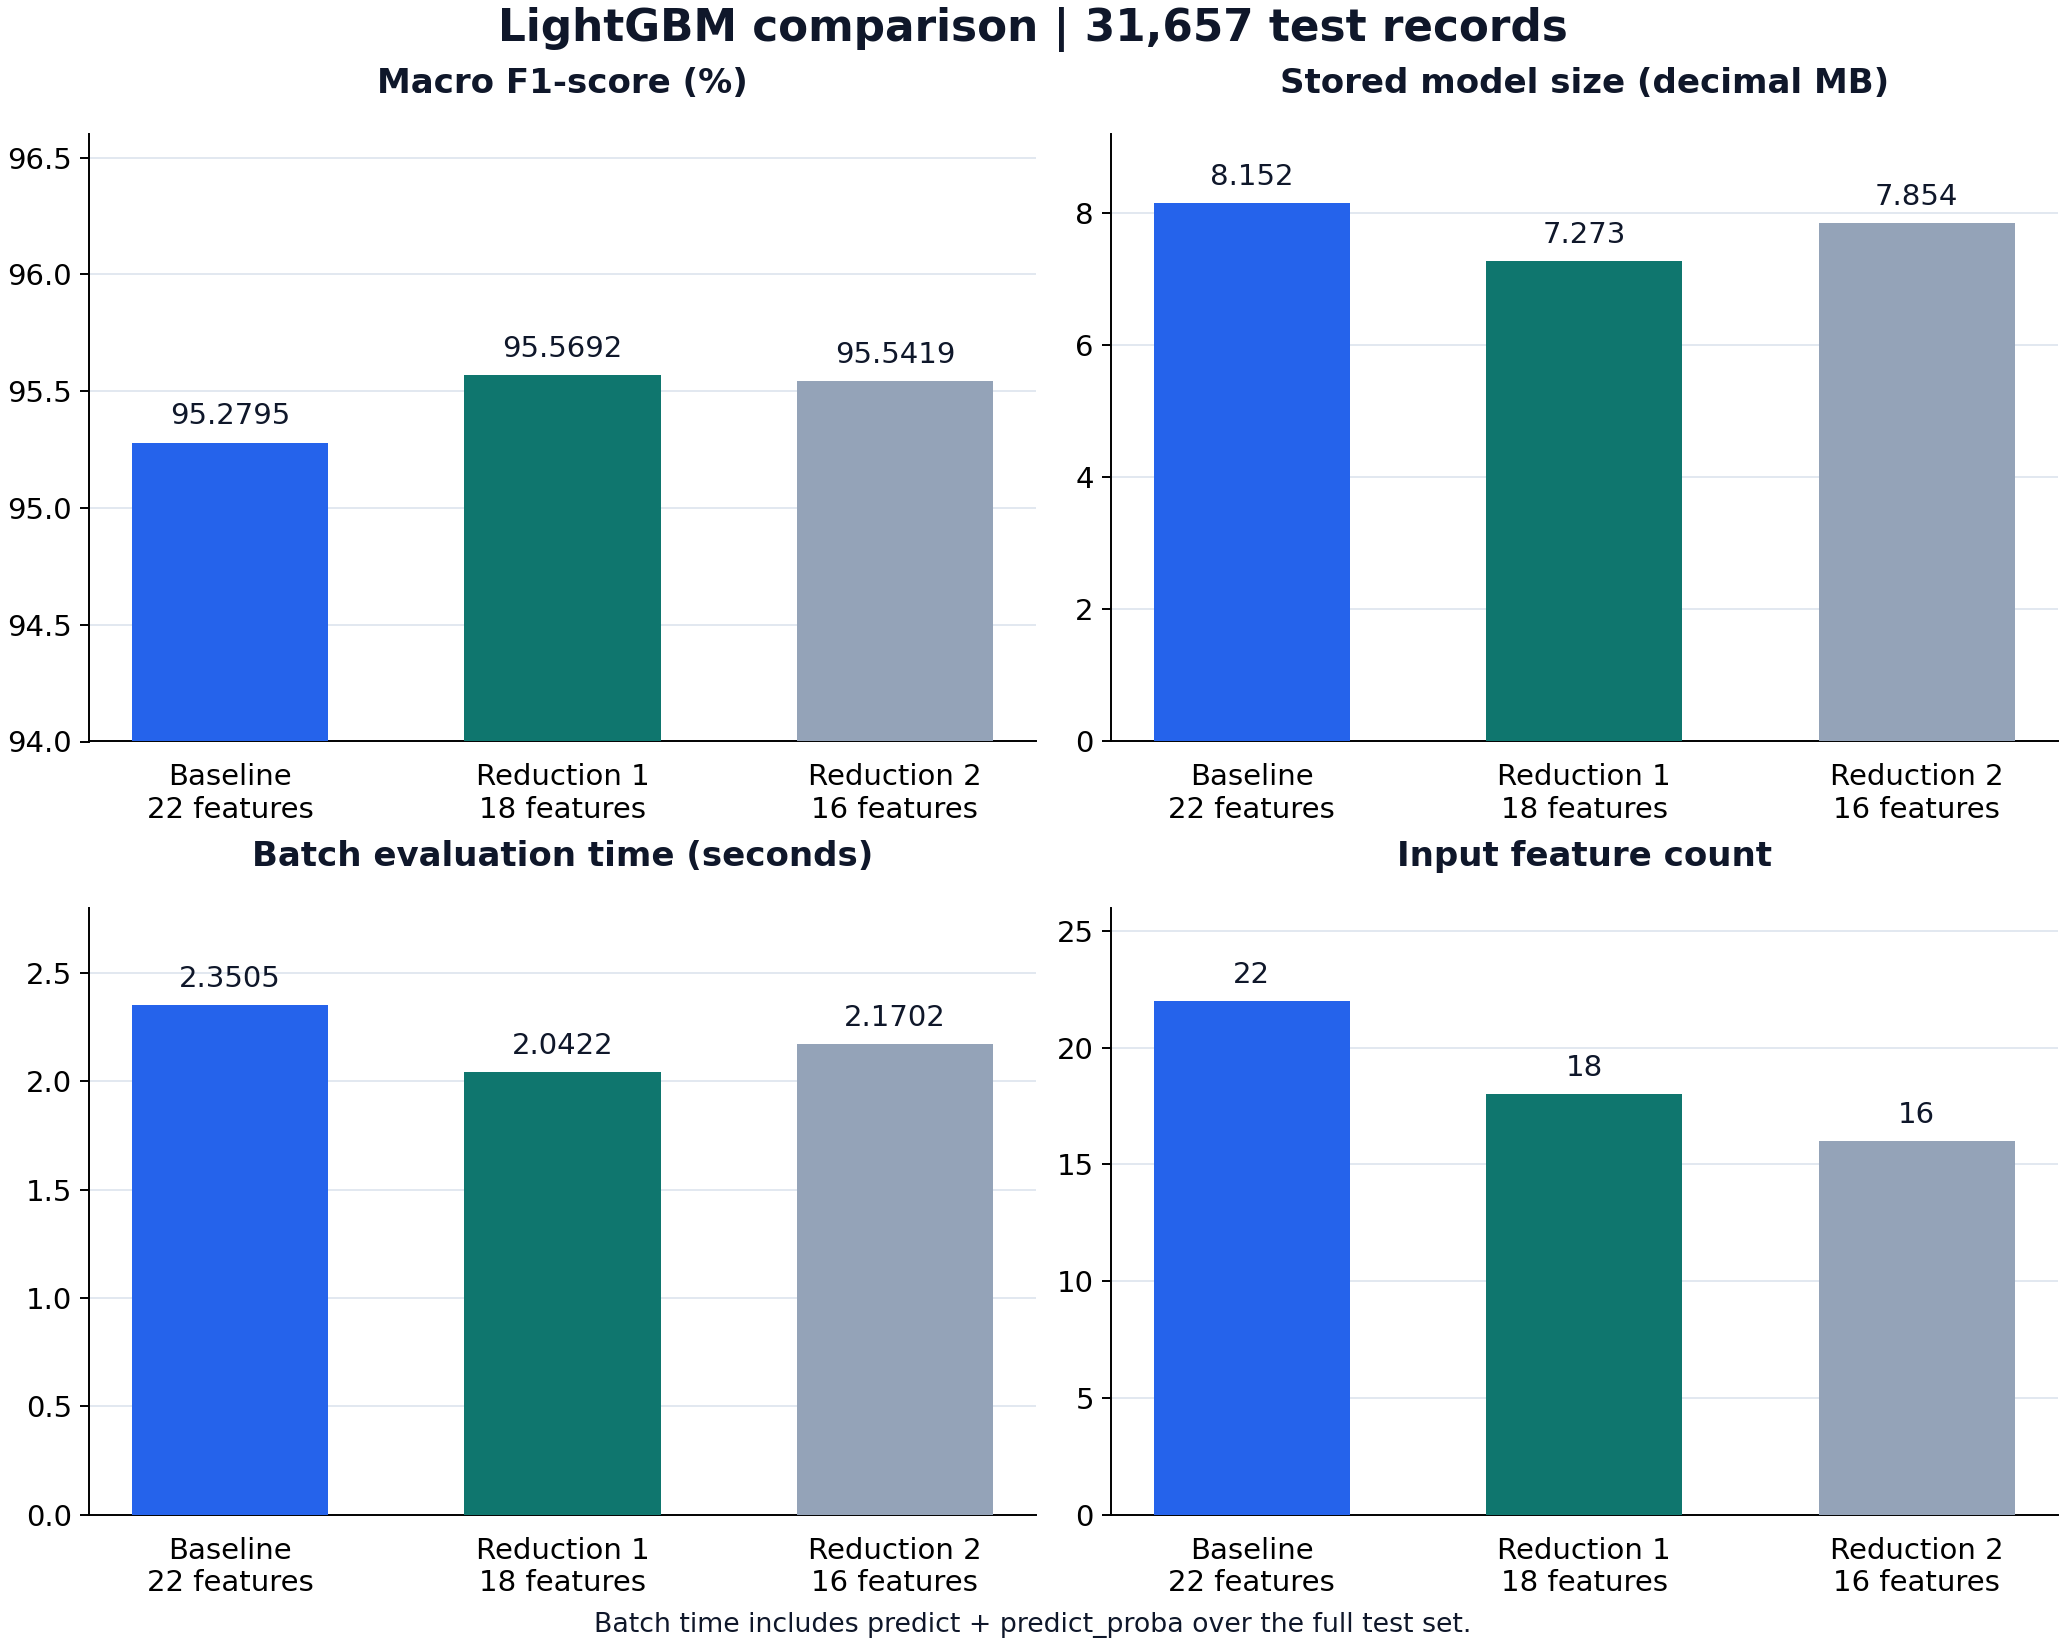 LightGBM comparison | 31,657 test records
Macro F1-score (%)
96.5
96.0
95.5
95.0
94.5
94.0
95.2795
95.5692
95.5419
Baseline
22 features
Reduction 1
18 features
Reduction 2
16 features
Stored model size (decimal MB)
8
6
4
2
0
8.152
7.273
7.854
Baseline
22 features
Reduction 1
18 features
Reduction 2
16 features
Batch evaluation time (seconds)
2.5
2.0
1.5
1.0
0.5
0.0
2.3505
2.0422
2.1702
Baseline
22 features
Reduction 1
18 features
Reduction 2
16 features
Input feature count
25
20
15
10
5
0
22
18
16
Baseline
22 features
Reduction 1
18 features
Reduction 2
16 features
Batch time includes predict + predict_proba over the full test set.